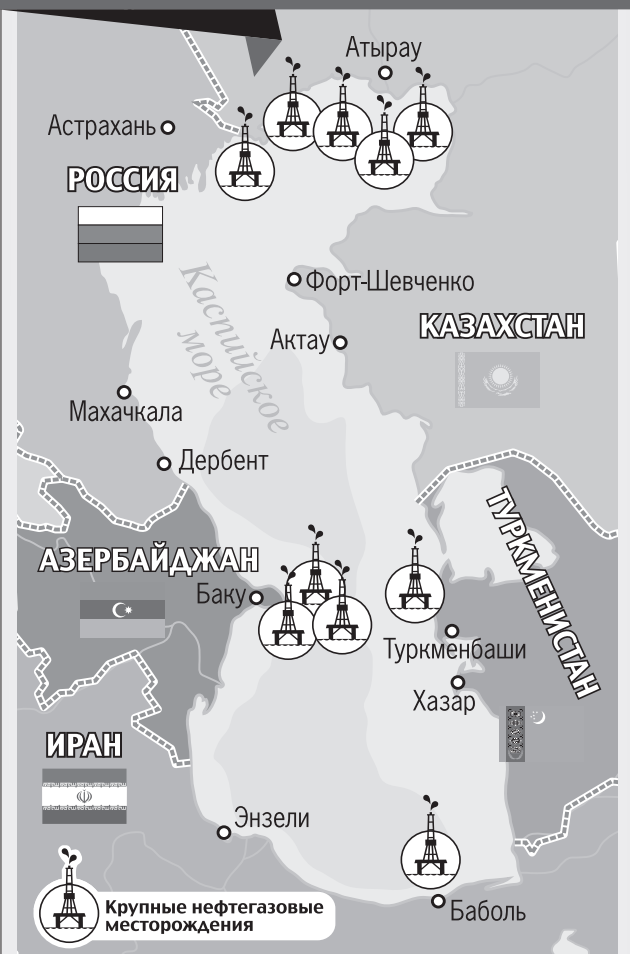 Атырау
Астрахань
РОССИЯ
Каспийское
море
Форт-Шевченко
КАЗАХСТАН
Актау
Махачкала
Дербент
ТУРКМЕНИСТАН
АЗЕРБАЙДЖАН
Баку
Туркменбаши
Хазар
ИРАН
Энзели
Баболь
Крупные нефтегазовые
месторождения